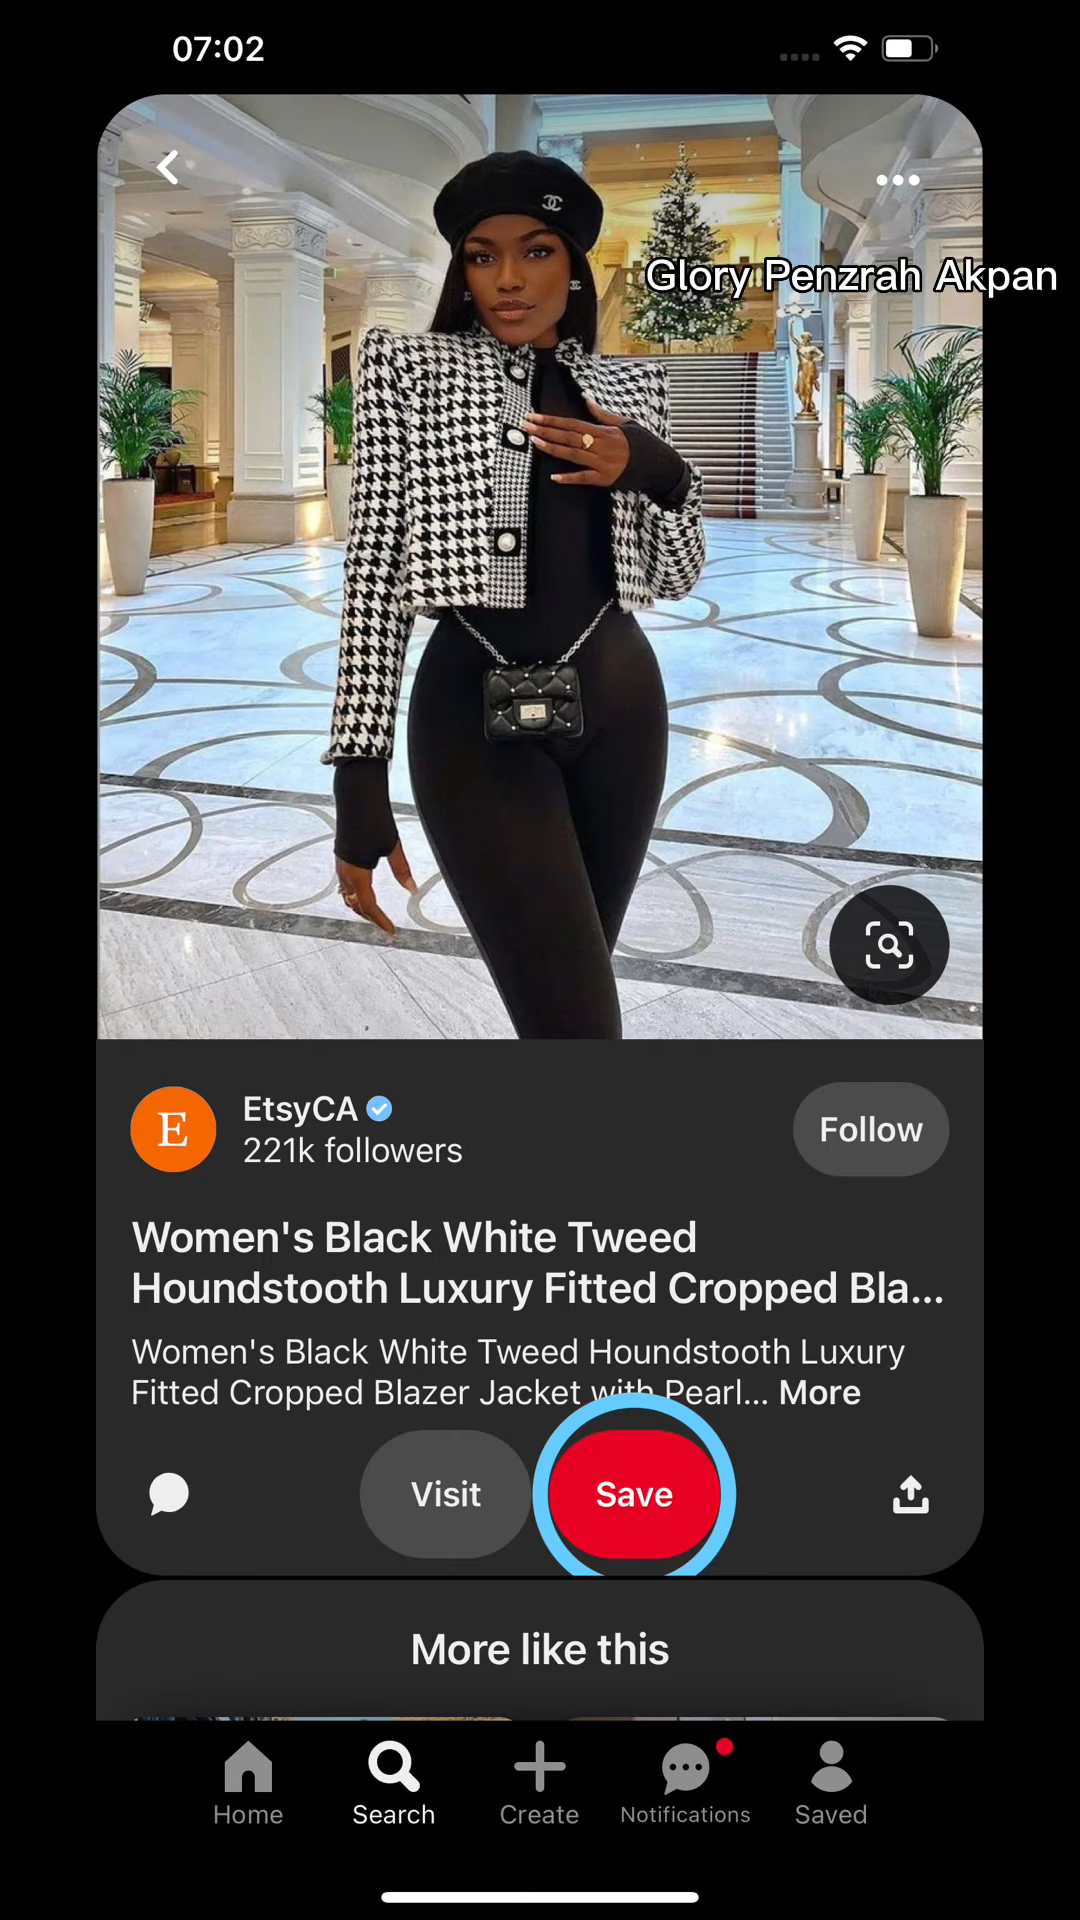 07:02
Glory Penzrah Akpan
E
EtsyCA
221k followers
Follow
Women's Black White Tweed
Houndstooth Luxury Fitted Cropped Bla...
Women's Black White Tweed Houndstooth Luxury
Fitted Cropped Blazer Jacket with Pearl... More
Visit
Save
More like this
Home
Search
Create
Notifications
Saved